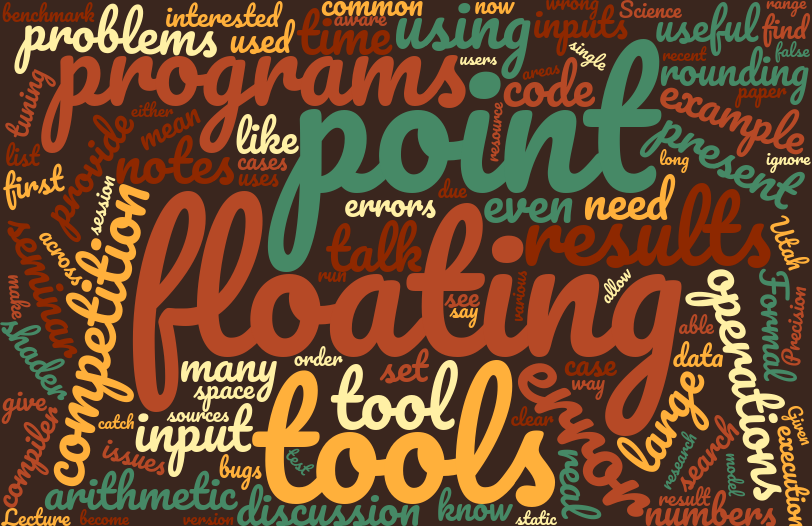 benchmark
interested
common
now
wrong
Science
range
problems
used
time
aware
using
inputs
useful
find
false
users
single
recent
rounding
tuning
programs
code
areas
paper
example
point
resource
either
mean
like
provide
list
notes
cases
uses
present
long
ignore
first
session
due
errors
even
need
results
competition
across
seminar
floating
talk
run
see
say
various
allow
Utah
Formal
Precision
make
shader
operations
able
data
many
space
order
set
case
way
error
large
give
compiler
catch
sources
input
tool
tools
clear
issues
bugs
test
real
research
search
model
Given
execution
arithmetic
discussion
know
static
result
numbers
Lecture
become
version